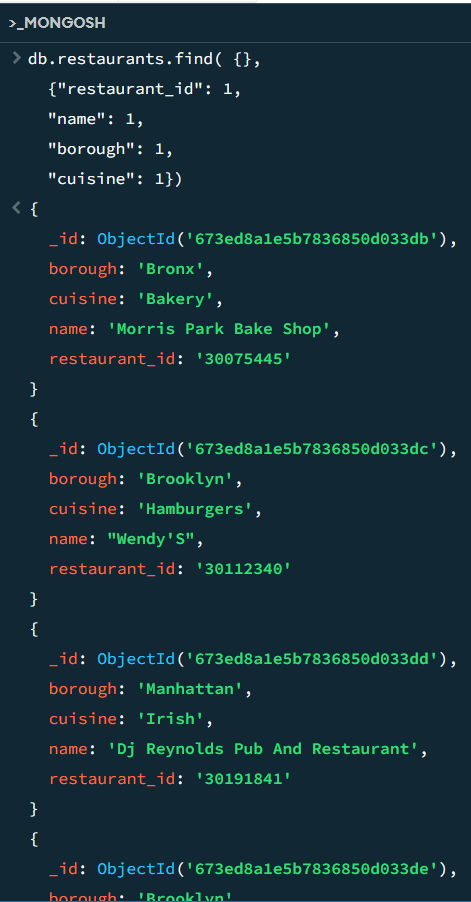 >_MONGOSH
> db.restaurants.find( {},
{"restaurant_id": 1,
"name": 1,
"borough": 1,
"cuisine": 1})
< {
_id: ObjectId('673ed8a1e5b7836850d033db'),
borough: 'Bronx',
cuisine: 'Bakery',
name: 'Morris Park Bake Shop',
restaurant_id: '30075445'
}
{
_id: ObjectId('673ed8a1e5b7836850d033dc'),
borough: 'Brooklyn',
cuisine: 'Hamburgers',
name: "Wendy'S",
restaurant_id: '30112340'
}
{
_id: ObjectId('673ed8a1e5b7836850d033dd'),
borough: 'Manhattan',
cuisine: 'Irish',
name: 'Dj Reynolds Pub And Restaurant',
restaurant_id: '30191841'
}
{
_id: ObjectId('673ed8a1e5b7836850d033de'),
borough: 'Brooklyn'